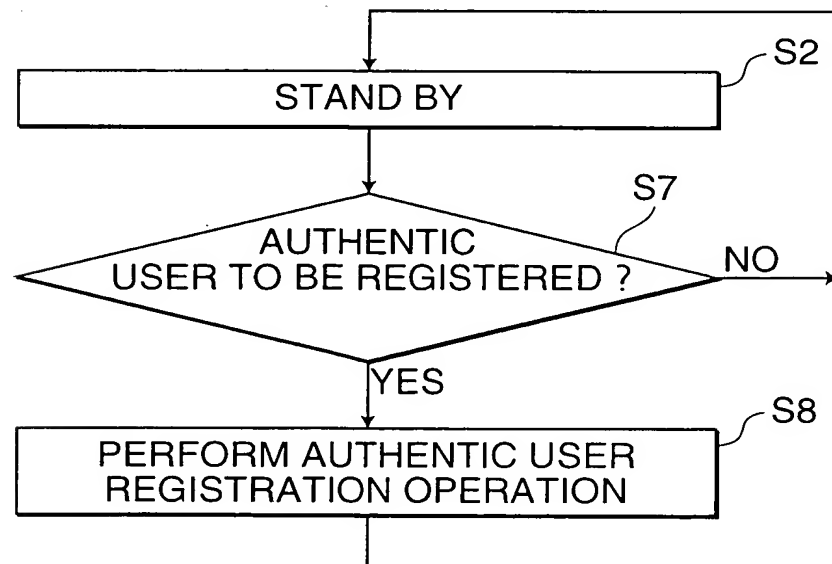 S2
STAND BY
S7
AUTHENTIC
USER TO BE REGISTERED ?
NO
YES
S8
PERFORM AUTHENTIC USER
REGISTRATION OPERATION